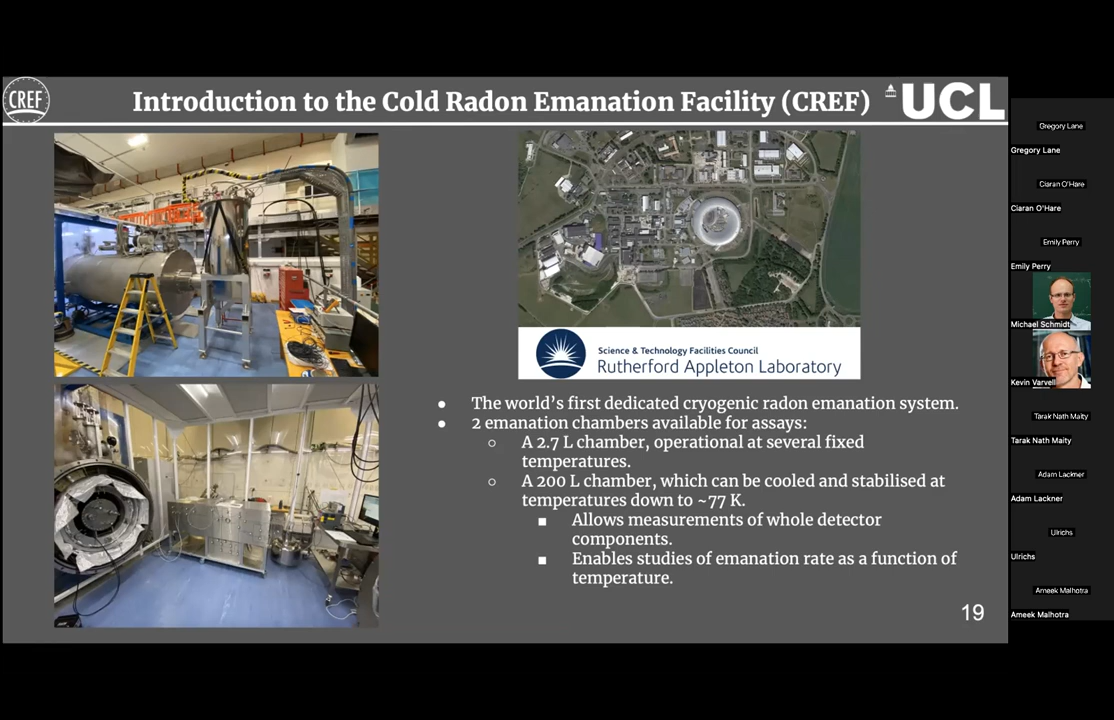 CREF
Introduction to the Cold Radon Emanation Facility (CREF)
UCL
Science & Technology Facilities Council
Rutherford Appleton Laboratory
● The world's first dedicated cryogenic radon emanation system.
● 2 emanation chambers available for assays:
○ A 2.7 L chamber, operational at several fixed
temperatures.
○ A 200 L chamber, which can be cooled and stabilised at
temperatures down to ~77 K.
■ Allows measurements of whole detector
components.
■ Enables studies of emanation rate as a function of
temperature.
19
Gregory Lane
Gregory Lane
Ciaran O'Hare
Ciaran O'Hare
Emily Perry
Emily Perry
Michael Schmidt
Kevin Varvell
Tarak Nath Maity
Tarak Nath Maity
Adam Lackner
Adam Lackner
Ulrichs
Ulrichs
Ameek Malhotra
Ameek Malhotra